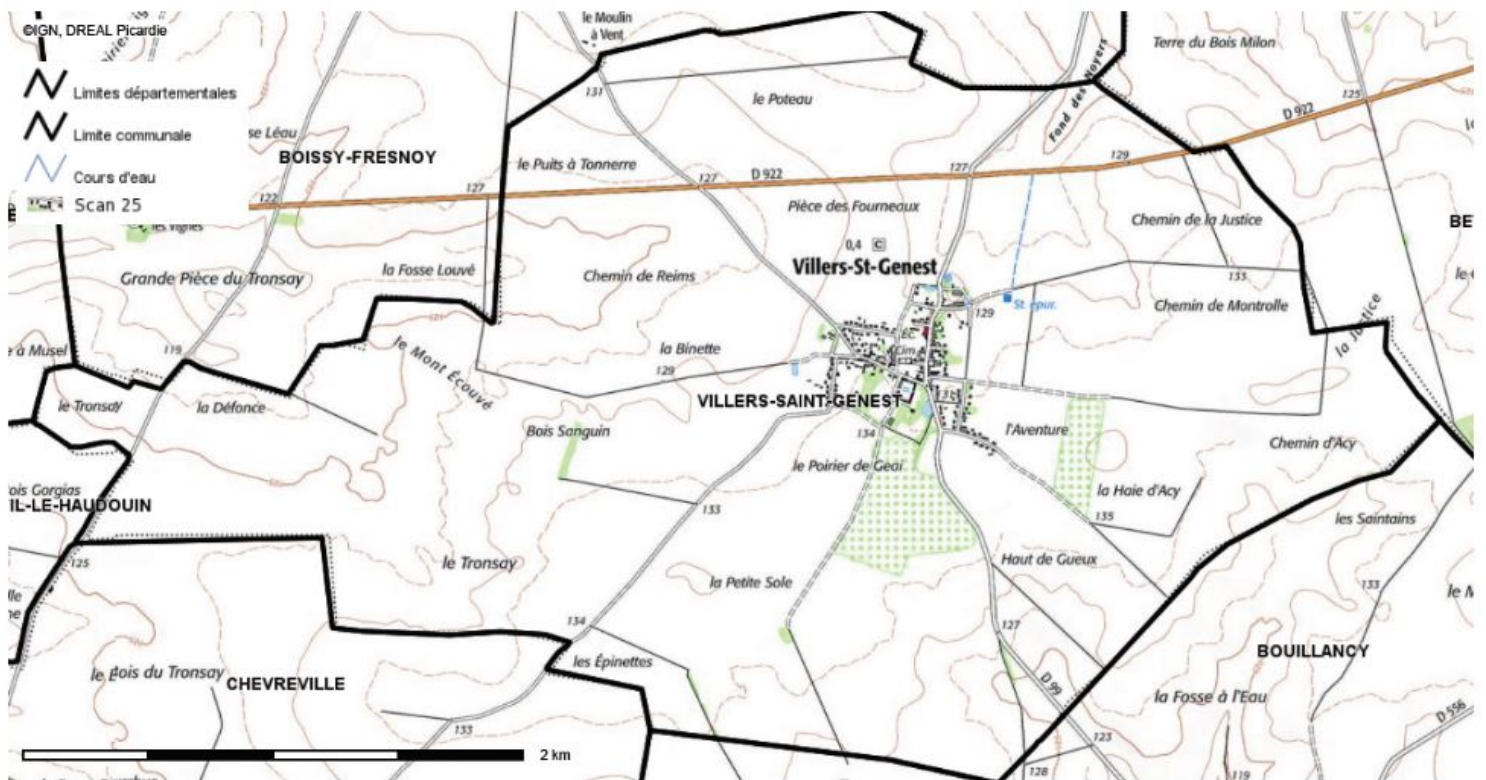 ©IGN, DREAL Picardie
Limites départementales
Limite communale
Cours d'eau
Scan 25
le Moulin
à Vent
131
le Poteau
Fond des Noyers
Terre du Bois Milon
125
D 922
BOISSY-FRESNOY
le Puits à Tonnerre
127
D 922
127
127
129
122
les Vignes
Pièce des Fourneaux
Chemin de la Justice
0,4 C
Villers-St-Genest
Grande Pièce du Tronsay
la Fosse Louvé
Chemin de Reims
133
St. épur.
129
Chemin de Montrolle
la Justice
119
le Mont Écouvé
la Binette
129
Cim.
le Tronsay
la Défonce
VILLERS-SAINT-GENEST
Bois Sanguin
134
l'Aventure
Chemin d'Acy
le Poirier de Geai
la Haie d'Acy
133
135
les Saintains
125
le Tronsay
Haut de Gueux
la Petite Sole
133
134
127
les Épinettes
BOUILLANCY
Bois du Tronsay
CHEVREVILLE
la Fosse à l'Eau
D 99
133
D 556
123
2 km
128
119